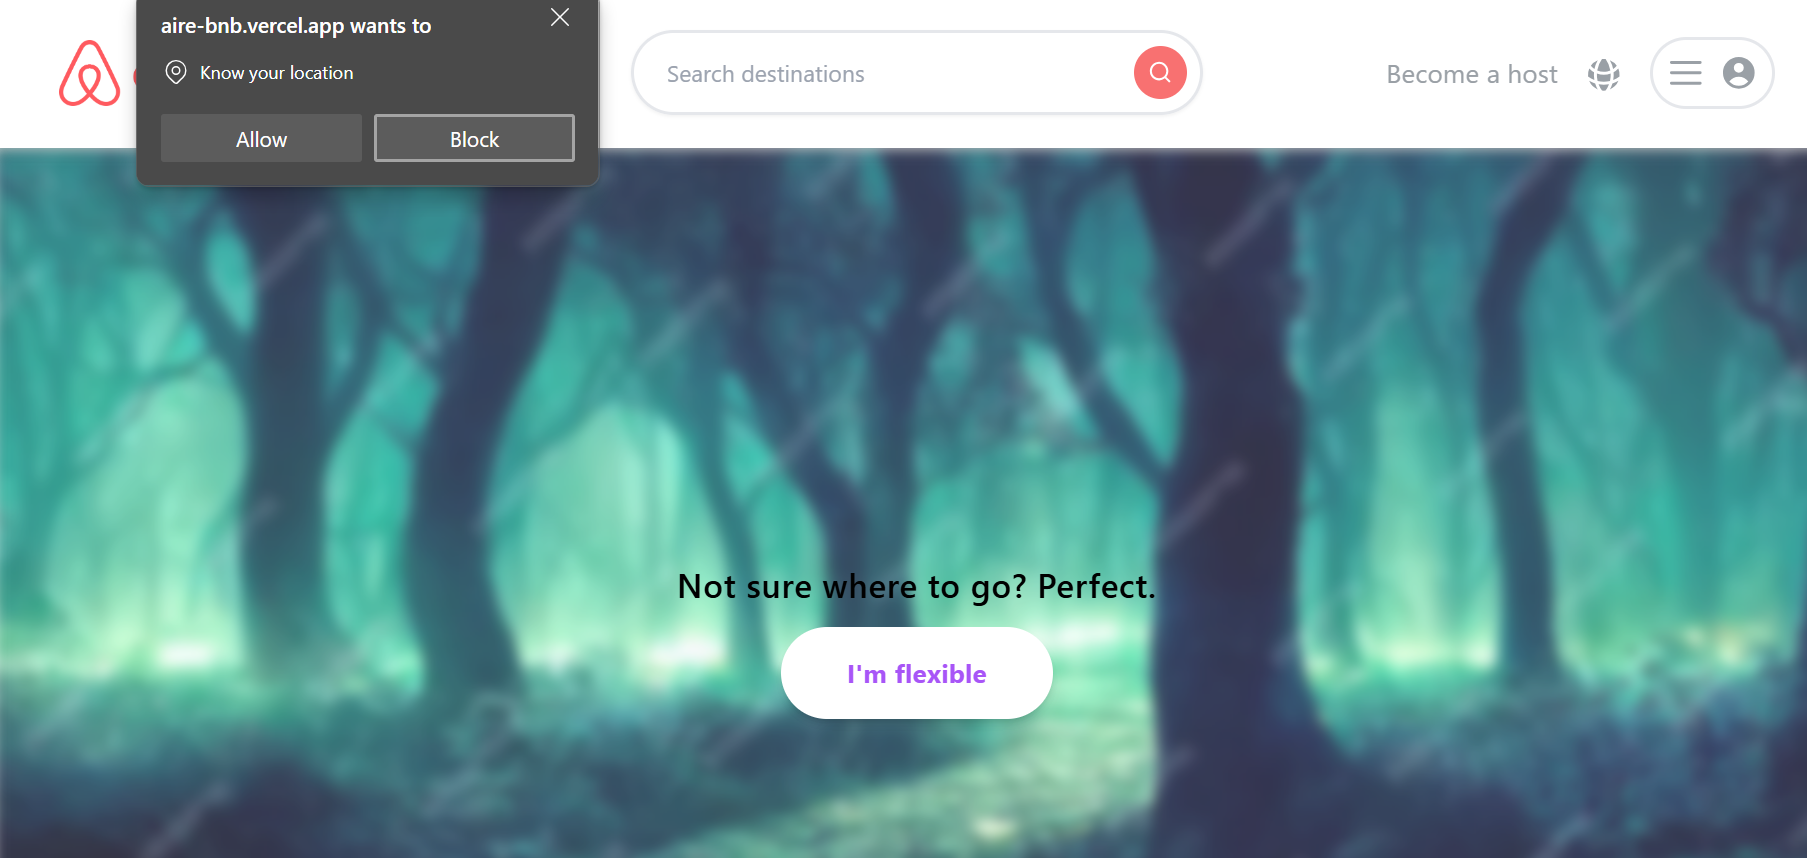 aire-bnb.vercel.app wants to
Know your location
Allow
Block
Search destinations
Become a host
Not sure where to go? Perfect.
I'm flexible